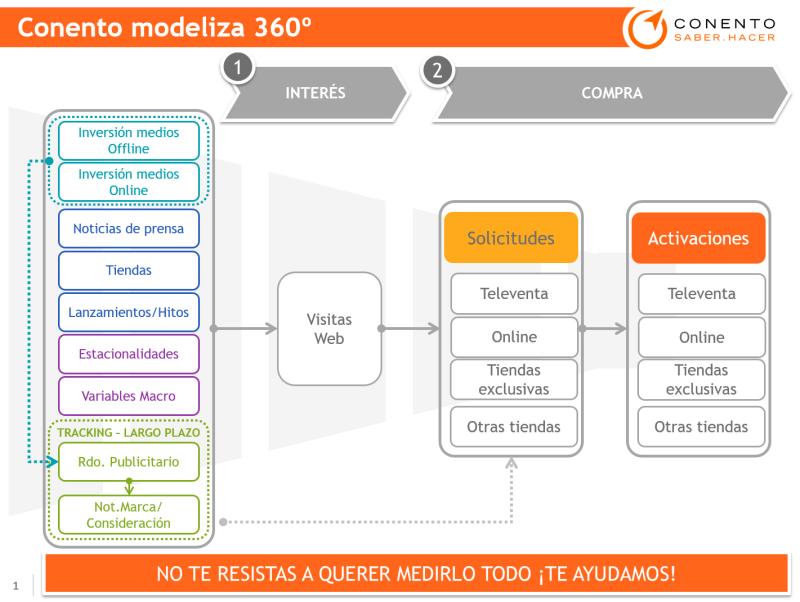 Conento modeliza 360º
CONENTO
SABER.HACER
1
INTERÉS
2
COMPRA
Inversión medios
Offline
Inversión medios
Online
Noticias de prensa
Tiendas
Lanzamientos/Hitos
Estacionalidades
Variables Macro
TRACKING – LARGO PLAZO
Rdo. Publicitario
Not.Marca/
Consideración
Visitas
Web
Solicitudes
Televenta
Online
Tiendas
exclusivas
Otras tiendas
Activaciones
Televenta
Online
Tiendas
exclusivas
Otras tiendas
NO TE RESISTAS A QUERER MEDIRLO TODO ¡TE AYUDAMOS!
1